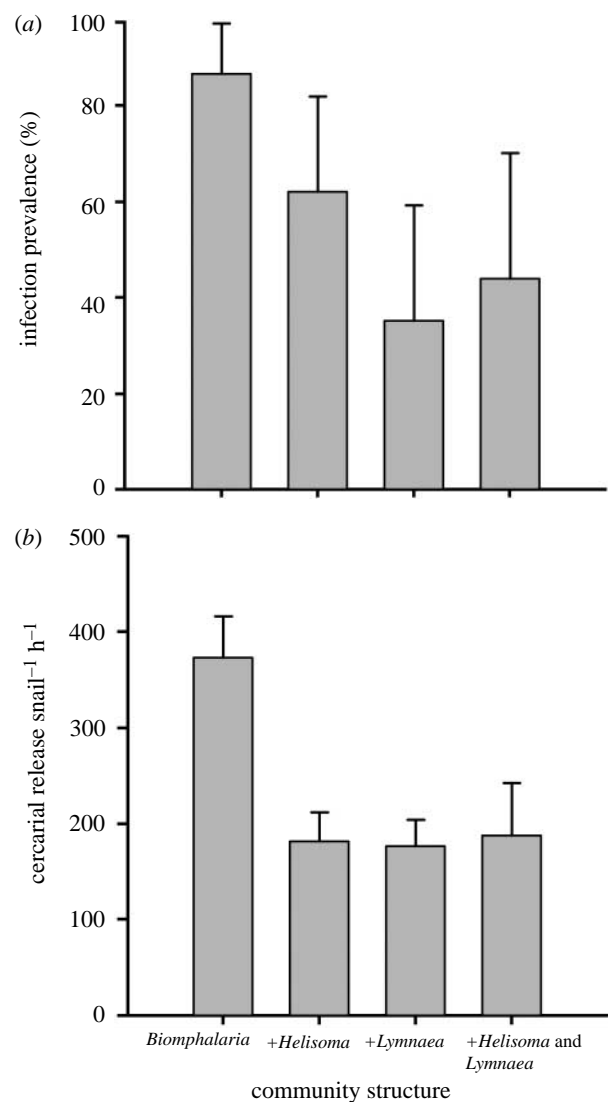 (a)
100
80
60
40
20
0
infection prevalence (%)
(b)
500
400
300
200
100
0
cercarial release snail⁻¹ h⁻¹
Biomphalaria +Helisoma +Lymnaea +Helisoma and
Lymnaea
community structure